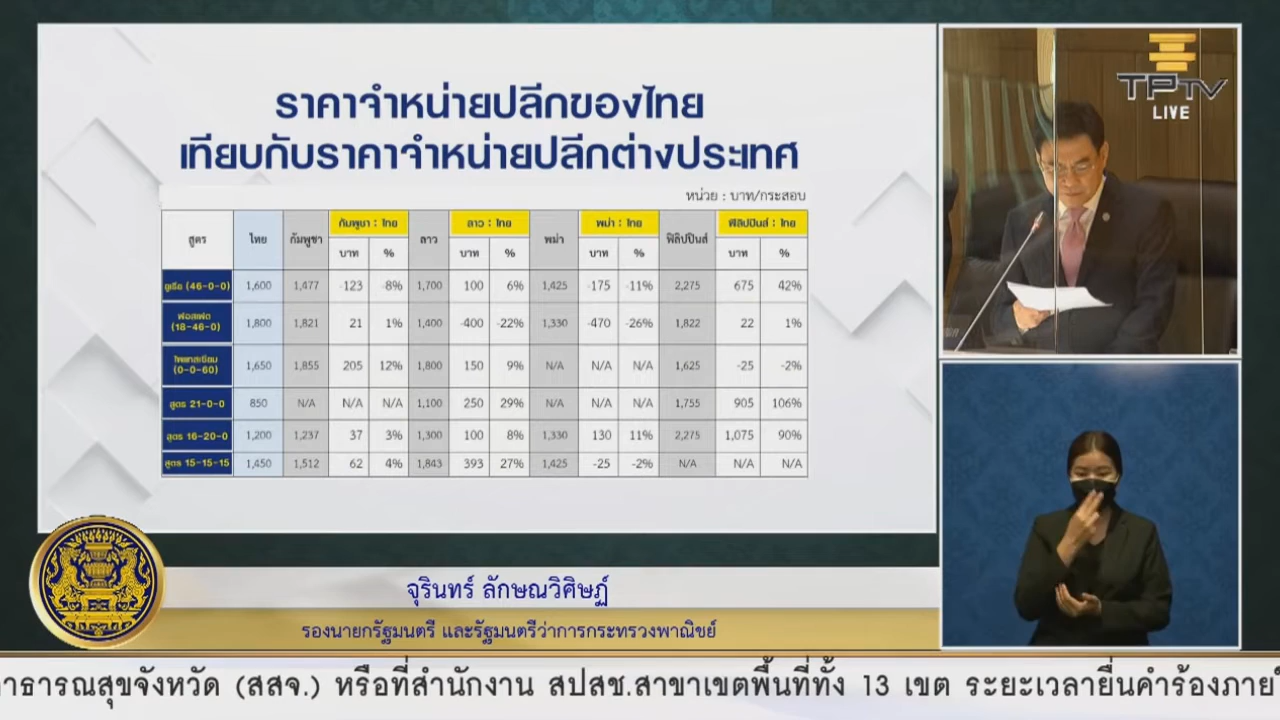 ราคาจำหน่ายปลีกของไทย
เทียบกับราคาจำหน่ายปลีกต่างประเทศ
หน่วย : บาท/กระสอบ
สูตร ไทย กัมพูชา กัมพูชา : ไทย ลาว ลาว : ไทย พม่า พม่า : ไทย ฟิลิปปินส์ ฟิลิปปินส์ : ไทย
บาท % บาท % บาท % บาท %
ยูเรีย (46-0-0) 1,600 1,477 -123 -8% 1,700 100 6% 1,425 -175 -11% 2,275 675 42%
ฟอสเฟต
(18-46-0) 1,800 1,821 21 1% 1,400 -400 -22% 1,330 -470 -26% 1,822 22 1%
โพแทสเซียม
(0-0-60) 1,650 1,855 205 12% 1,800 150 9% N/A N/A N/A 1,625 -25 -2%
สูตร 21-0-0 850 N/A N/A N/A 1,100 250 29% N/A N/A N/A 1,755 905 106%
สูตร 16-20-0 1,200 1,237 37 3% 1,300 100 8% 1,330 130 11% 2,275 1,075 90%
สูตร 15-15-15 1,450 1,512 62 4% 1,843 393 27% 1,425 -25 -2% N/A N/A N/A
TPTV
LIVE
จุรินทร์ ลักษณวิศิษฏ์
รองนายกรัฐมนตรี และรัฐมนตรีว่าการกระทรวงพาณิชย์
าธารณสุขจังหวัด (สสจ.) หรือที่สำนักงาน สปสช.สาขาเขตพื้นที่ทั้ง 13 เขต ระยะเวลายื่นคำร้องภายใ